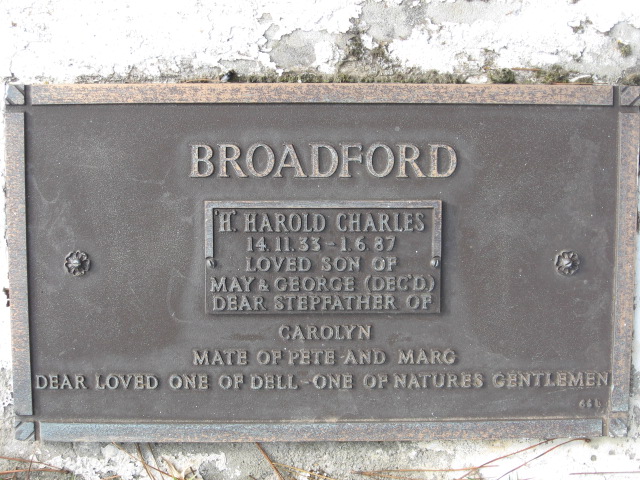 BROADFORD
'H'. HAROLD CHARLES
14.11.33 - 1.6.87
LOVED SON OF
MAY & GEORGE (DEC'D.)
DEAR STEPFATHER OF
CAROLYN
MATE OF PETE AND MARG
DEAR LOVED ONE OF DELL - ONE OF NATURES GENTLEMEN